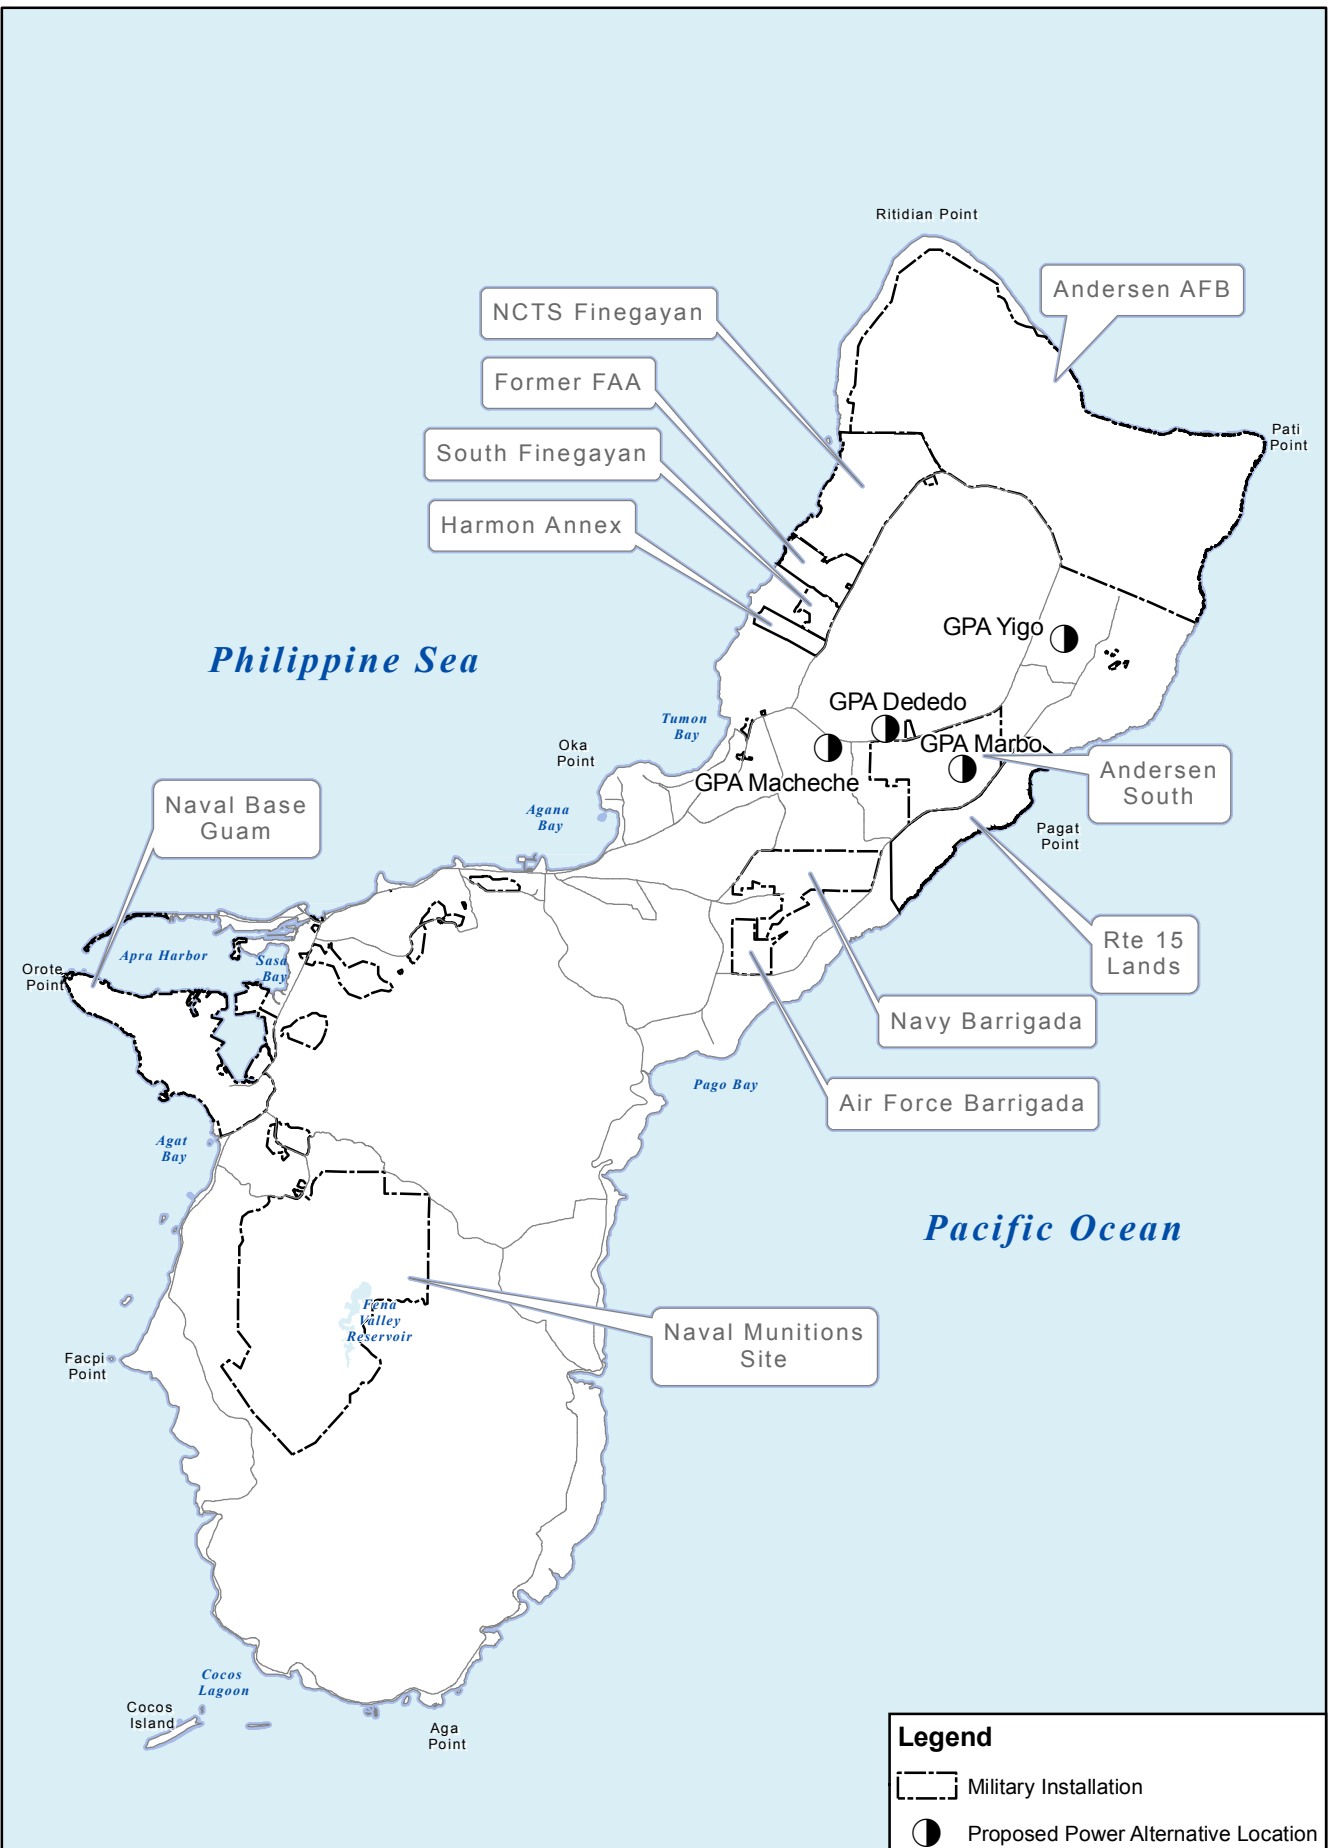 Ritidian Point
Andersen AFB
NCTS Finegayan
Former FAA
Pati
Point
South Finegayan
Harmon Annex
GPA Yigo
Philippine Sea
GPA Dededo
Tumon
Bay
GPA Marbo
Oka
Point
GPA Macheche
Andersen
South
Naval Base
Guam
Agana
Bay
Pagat
Point
Rte 15
Lands
Apra Harbor
Sasa
Bay
Orote
Point
Navy Barrigada
Pago Bay
Air Force Barrigada
Agat
Bay
Pacific Ocean
Fena
Valley
Reservoir
Naval Munitions
Site
Facpi
Point
Cocos
Lagoon
Cocos
Island
Aga
Point
Legend
Military Installation
Proposed Power Alternative Location